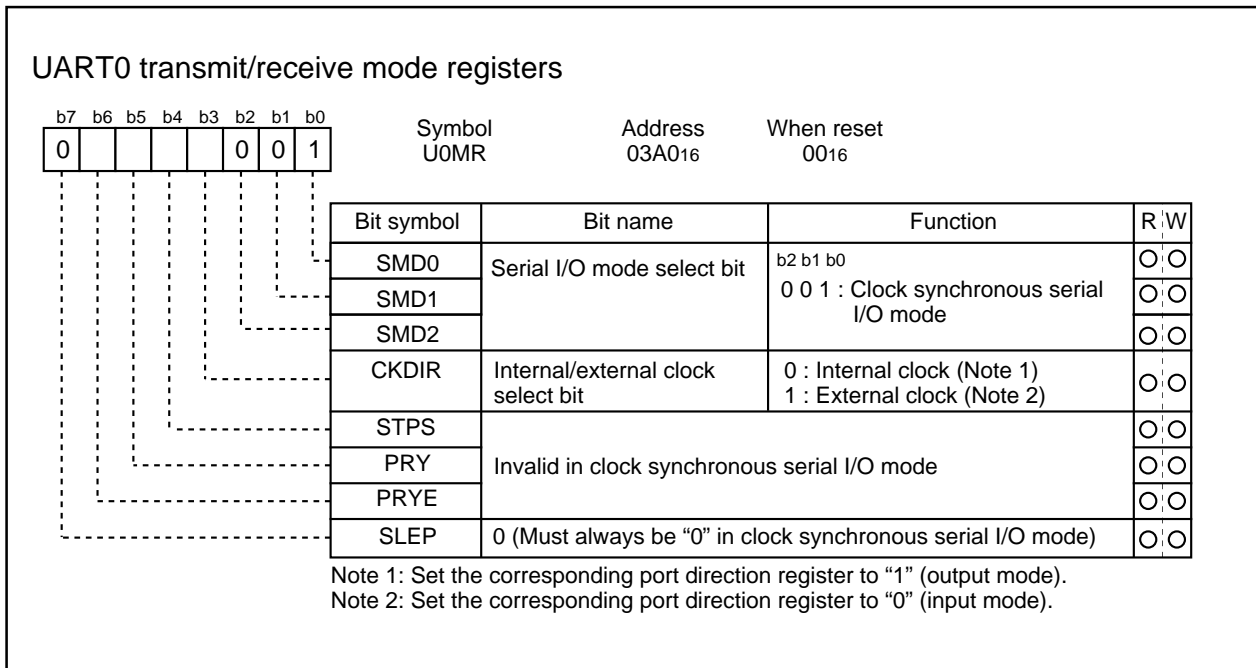 UART0 transmit/receive mode registers
b7 b6 b5 b4 b3 b2 b1 b0
0 0 0 1
Symbol Address When reset
U0MR 03A016 0016
Bit symbol Bit name Function R W
SMD0 Serial I/O mode select bit b2 b1 b0
SMD1 0 0 1 : Clock synchronous serial
I/O mode
SMD2
CKDIR Internal/external clock 0 : Internal clock (Note 1)
select bit 1 : External clock (Note 2)
STPS
PRY Invalid in clock synchronous serial I/O mode
PRYE
SLEP 0 (Must always be “0” in clock synchronous serial I/O mode)
Note 1: Set the corresponding port direction register to “1” (output mode).
Note 2: Set the corresponding port direction register to “0” (input mode).